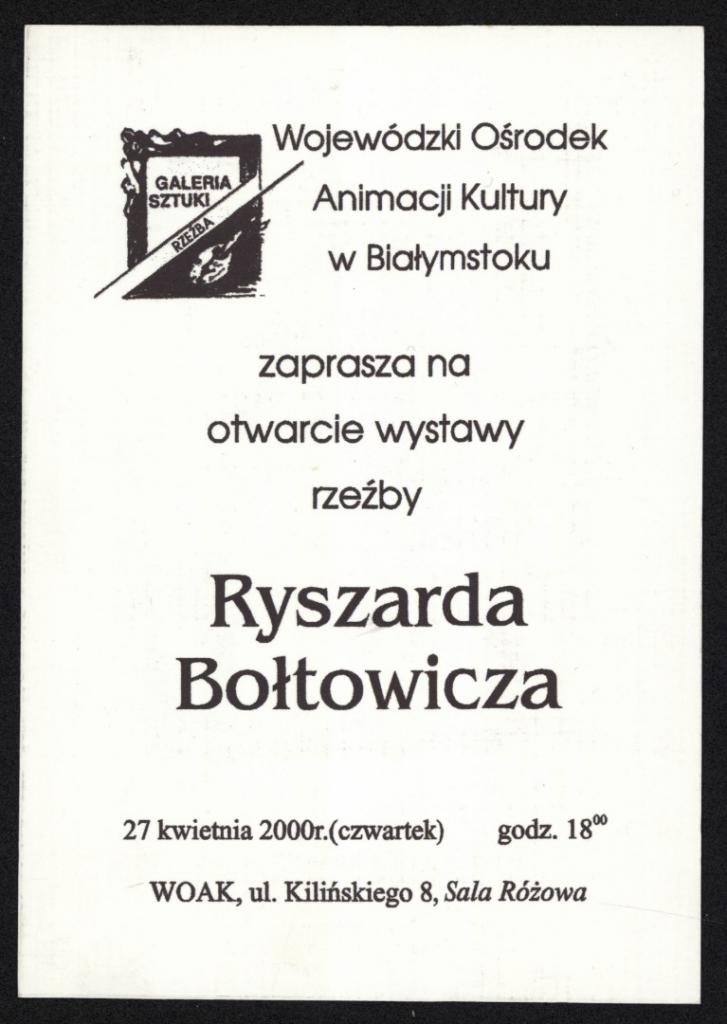 GALERIA
SZTUKI
RZEŹBA
Wojewódzki Ośrodek
Animacji Kultury
w Białymstoku
zaprasza na
otwarcie wystawy
rzeźby
Ryszarda
Bołtowicza
27 kwietnia 2000r.(czwartek) godz. 18⁰⁰
WOAK, ul. Kilińskiego 8, Sala Różowa